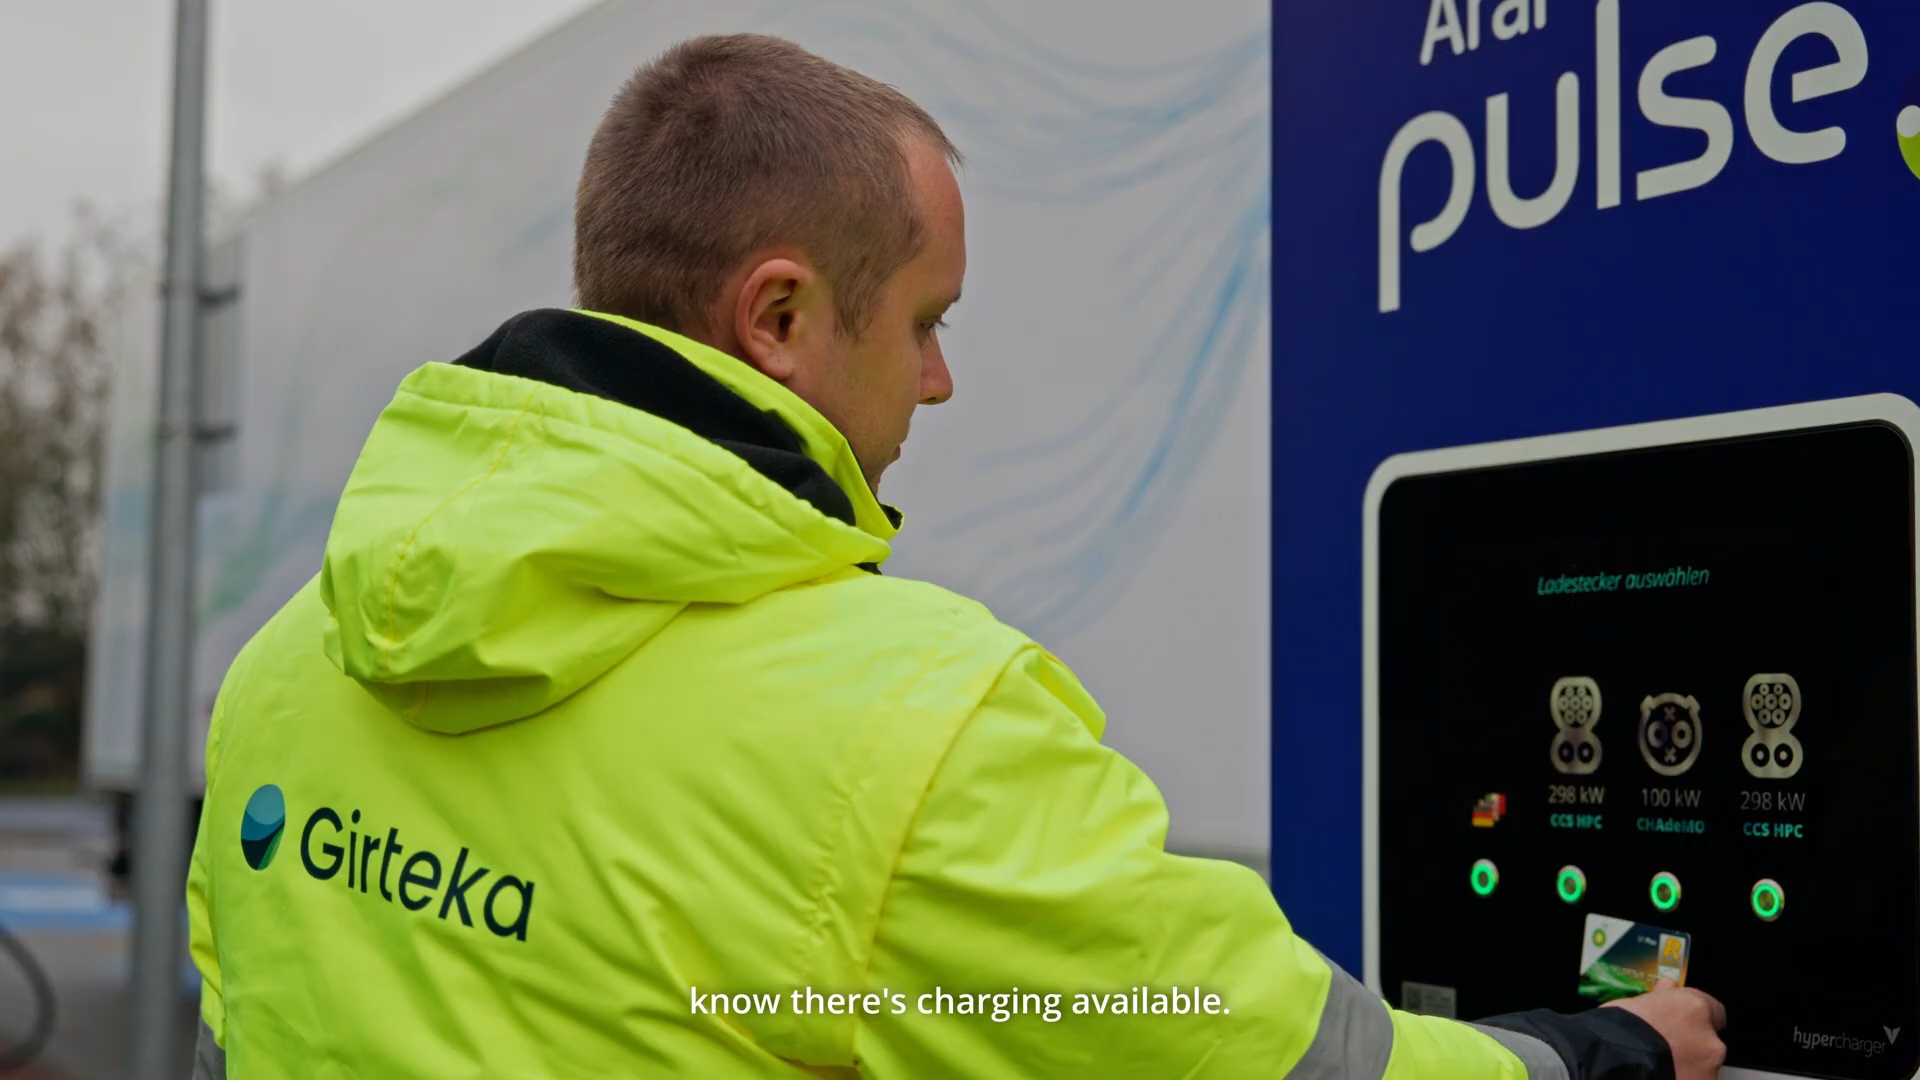 Aral
pulse
Ladestecker auswählen
298 kW
100 kW
298 kW
CCS HPC
CHAdeMO
CCS HPC
Girteka
bp
R
know there's charging available.
hypercharger